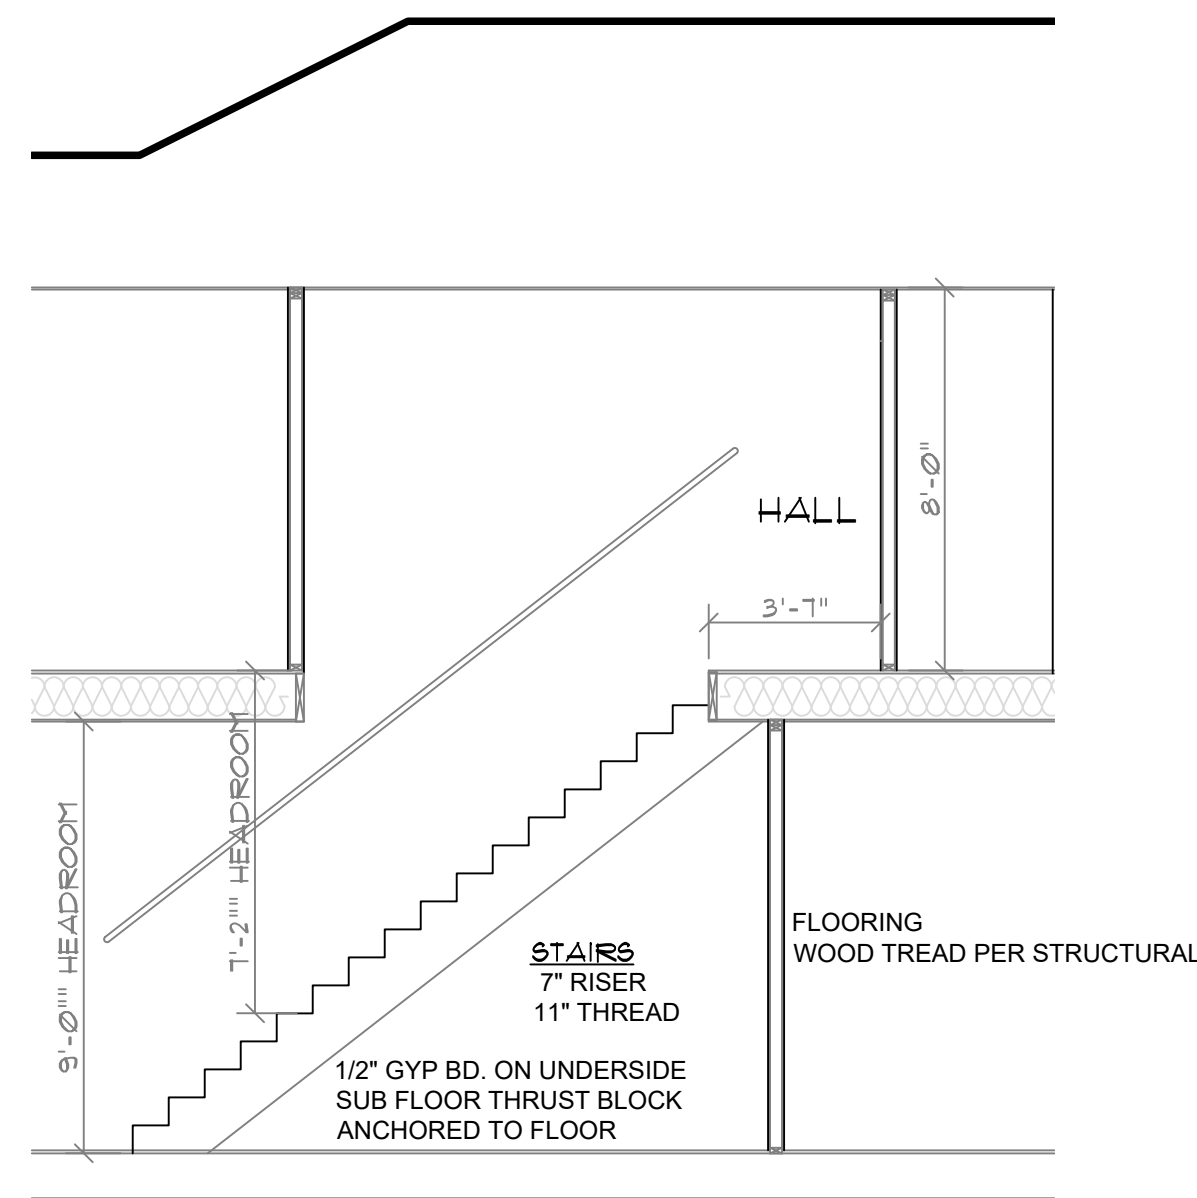 HALL
8'-0"
3'-7"
7'-2"" HEADROOM
9'-0"" HEADROOM
FLOORING
WOOD TREAD PER STRUCTURAL
STAIRS
7" RISER
11" THREAD
1/2" GYP BD. ON UNDERSIDE
SUB FLOOR THRUST BLOCK
ANCHORED TO FLOOR